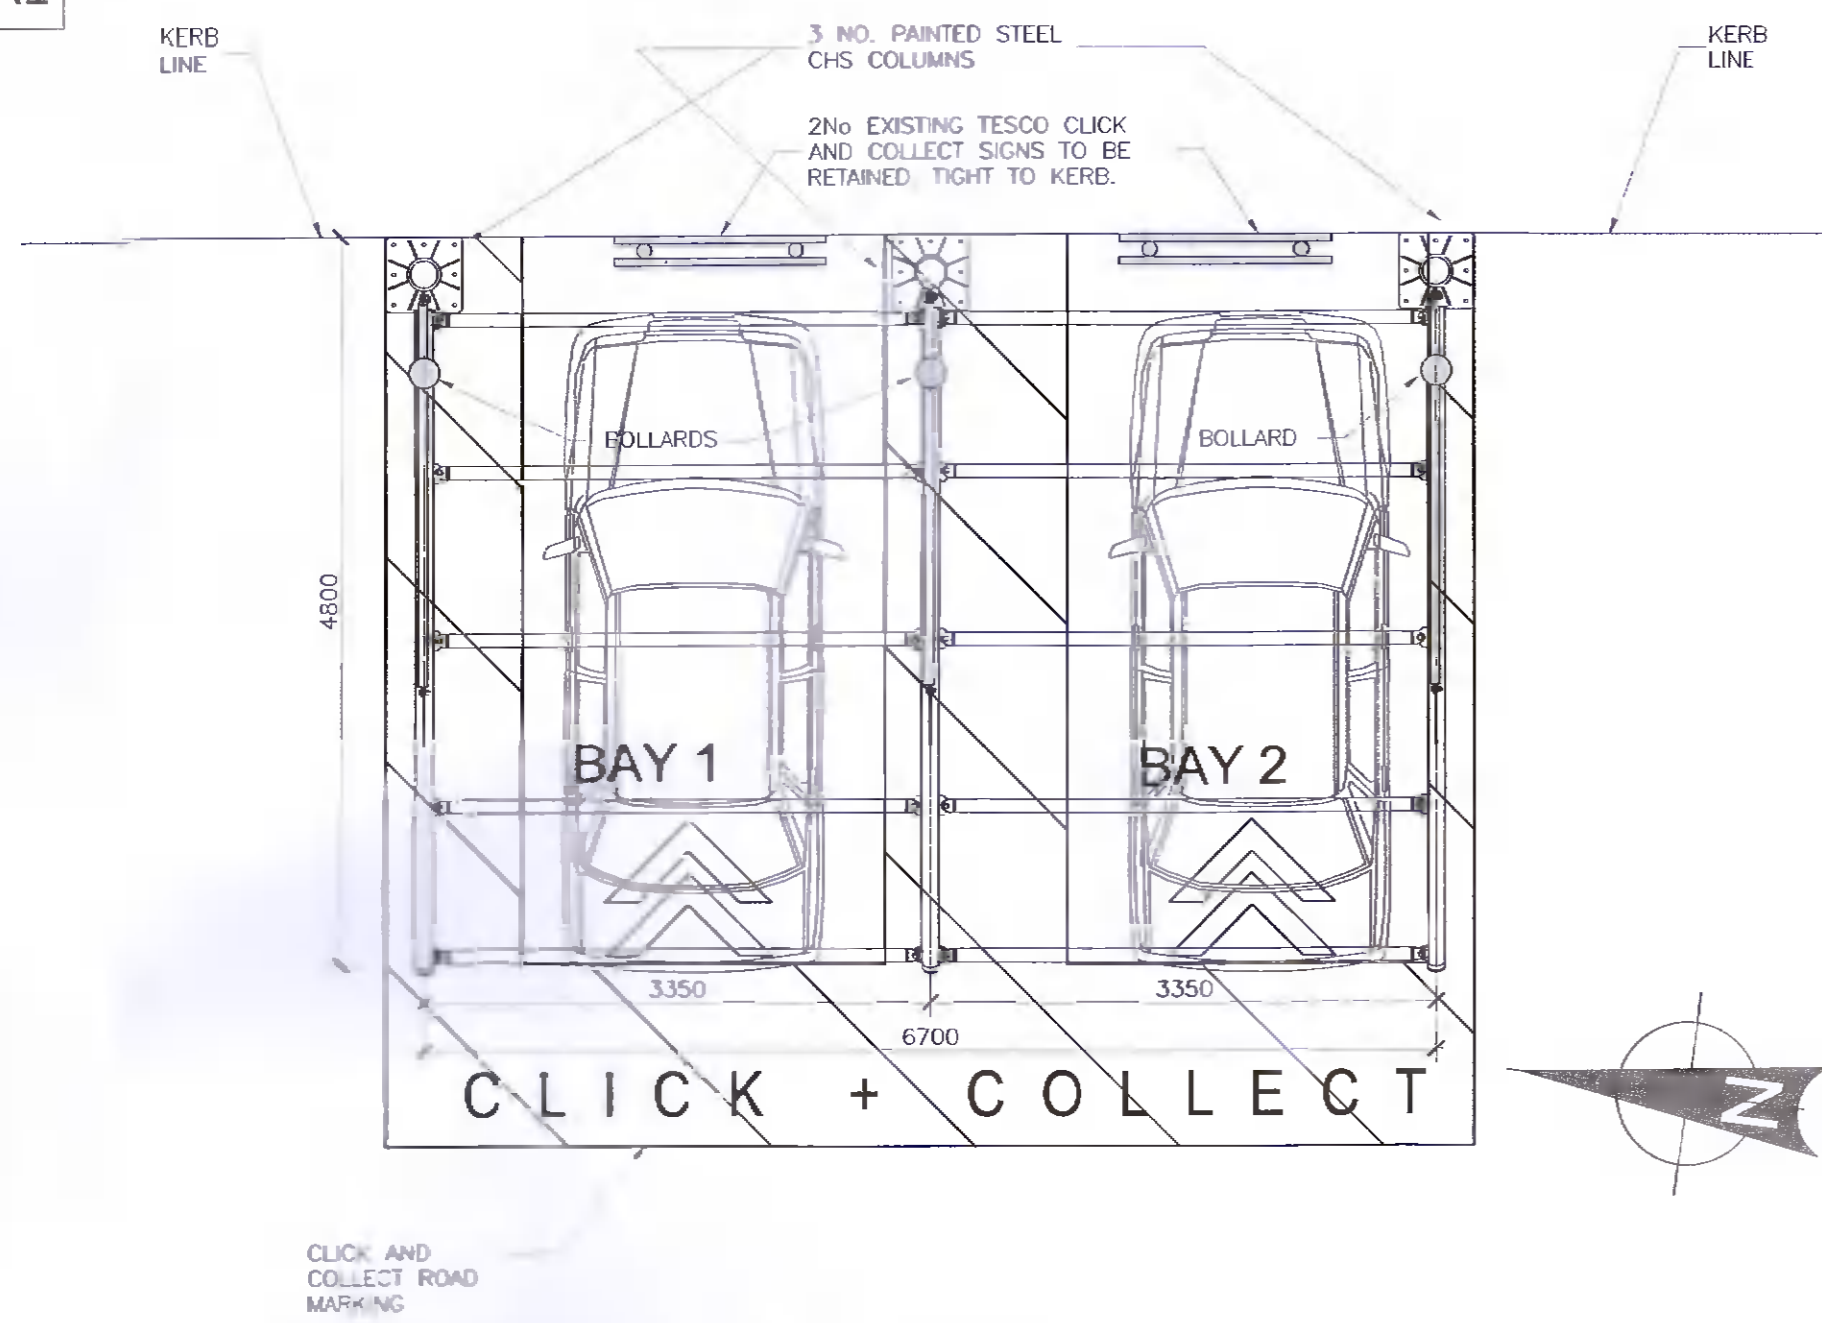 KERB
LINE
3 NO. PAINTED STEEL
CHS COLUMNS
KERB
LINE
2No EXISTING TESCO CLICK
AND COLLECT SIGNS TO BE
RETAINED TIGHT TO KERB.
BOLLARDS
BOLLARD
4800
BAY 1
BAY 2
3350
3350
6700
CLICK + COLLECT
N
CLICK AND
COLLECT ROAD
MARKING